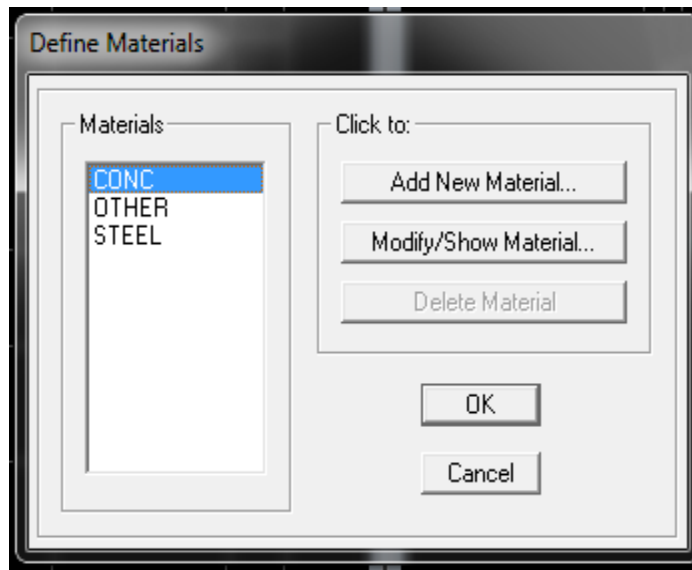 Define Materials
Materials
CONC
OTHER
STEEL
Click to:
Add New Material...
Modify/Show Material...
Delete Material
OK
Cancel